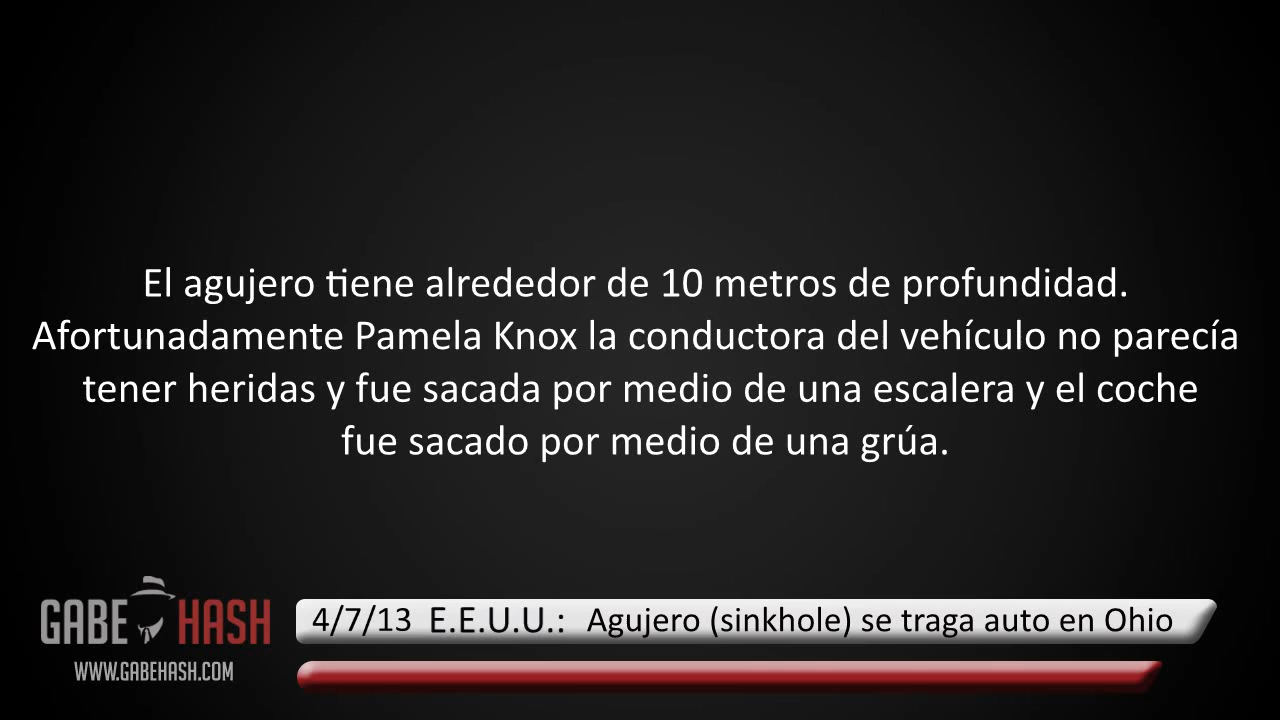 El agujero tiene alrededor de 10 metros de profundidad.
Afortunadamente Pamela Knox la conductora del vehículo no parecía
tener heridas y fue sacada por medio de una escalera y el coche
fue sacado por medio de una grúa.
GABE HASH
WWW.GABEHASH.COM
4/7/13 E.E.U.U.: Agujero (sinkhole) se traga auto en Ohio